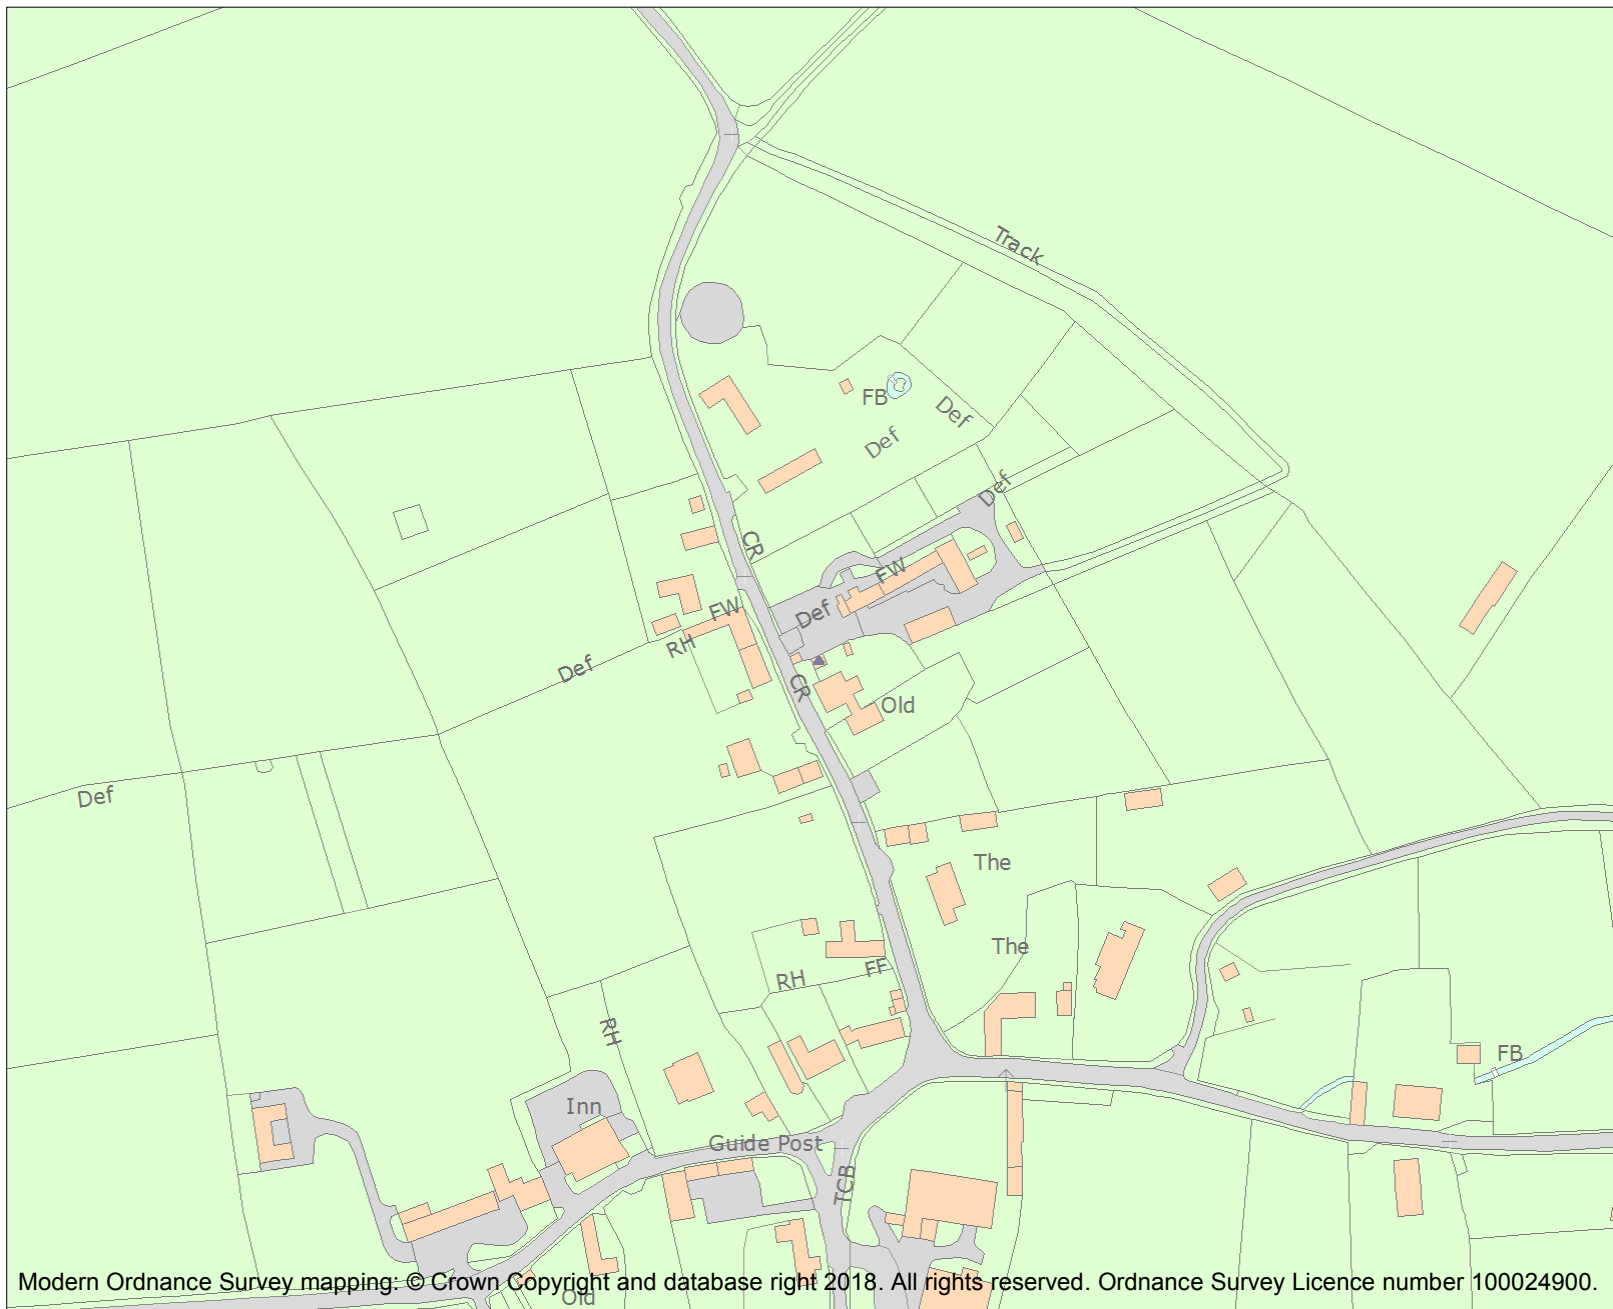 Track
FB
Def
Def
Def
CR
FW
FW
Def
RH
Def
CR
Old
Def
The
The
FF
RH
RH
FB
Inn
Guide Post
TCB
Modern Ordnance Survey mapping: © Crown Copyright and database right 2018. All rights reserved. Ordnance Survey Licence number 100024900.
Old